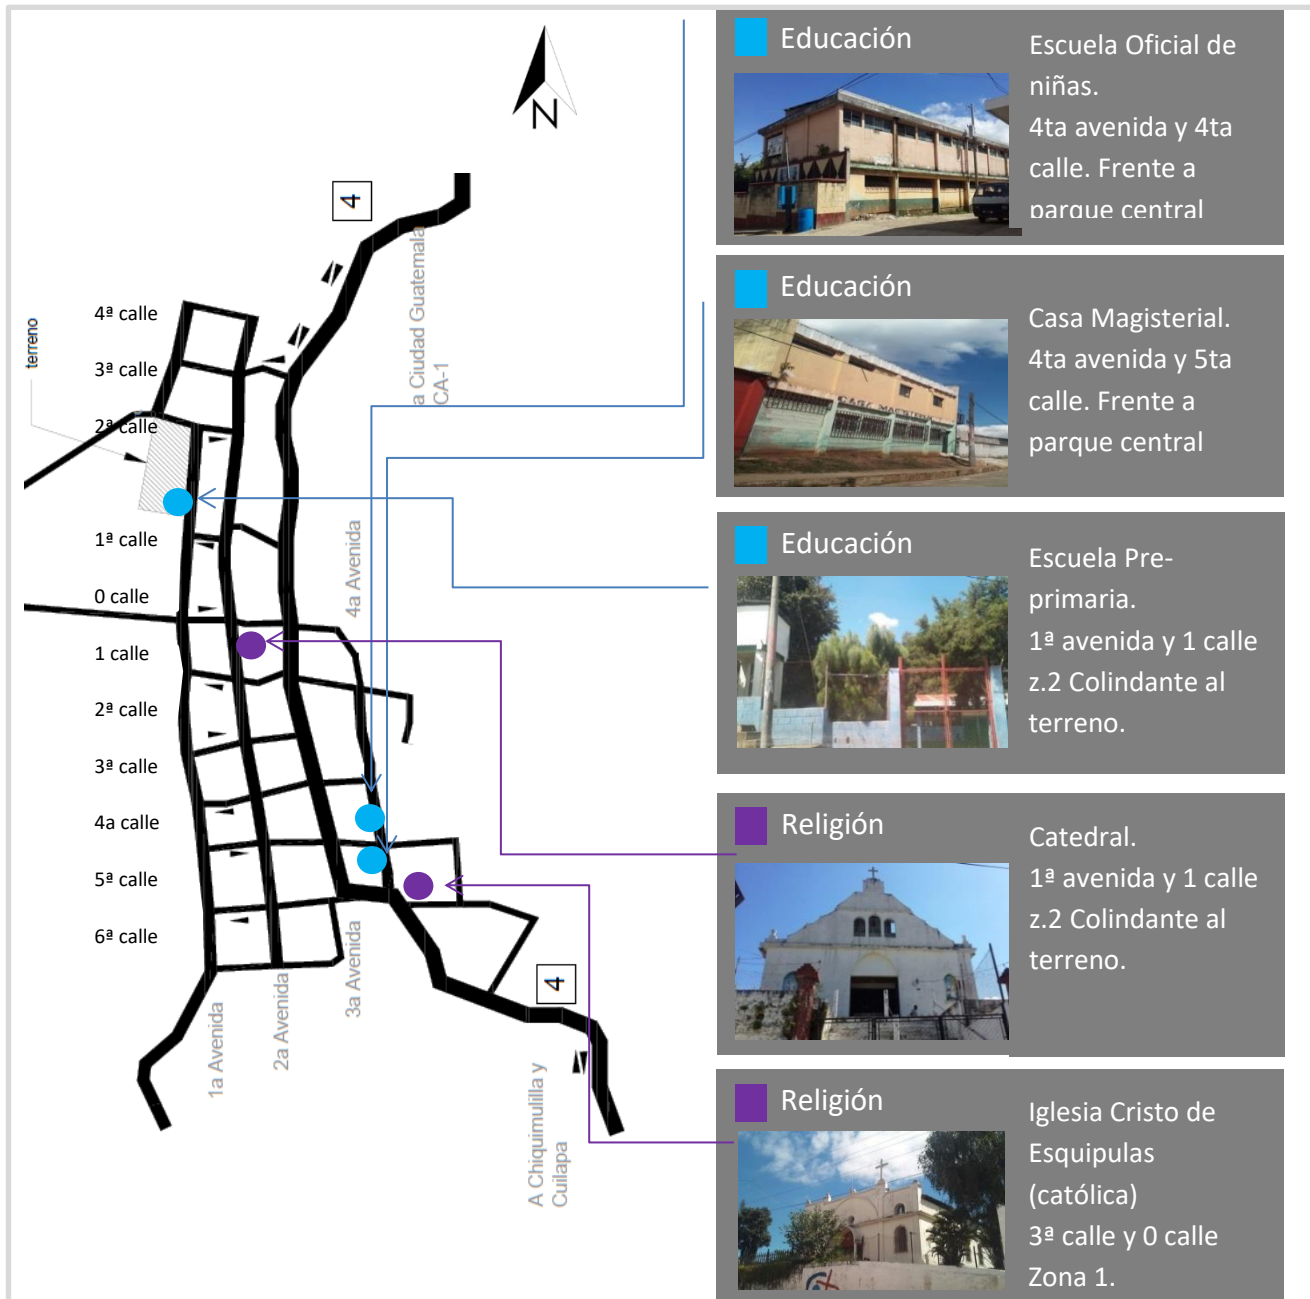 N
4
a Ciudad Guatemala
CA-1
terreno
4ª calle
3ª calle
2ª calle
1ª calle
0 calle
1 calle
2ª calle
3ª calle
4a calle
5ª calle
6ª calle
4a Avenida
1a Avenida
2a Avenida
3a Avenida
4
A Chiquimulilla y
Cuilapa
Educación
Escuela Oficial de
niñas.
4ta avenida y 4ta
calle. Frente a
parque central
Educación
CASA MAGISTERIAL
Casa Magisterial.
4ta avenida y 5ta
calle. Frente a
parque central
Educación
Escuela Pre-
primaria.
1ª avenida y 1 calle
z.2 Colindante al
terreno.
Religión
Catedral.
1ª avenida y 1 calle
z.2 Colindante al
terreno.
Religión
Iglesia Cristo de
Esquipulas
(católica)
3ª calle y 0 calle
Zona 1.